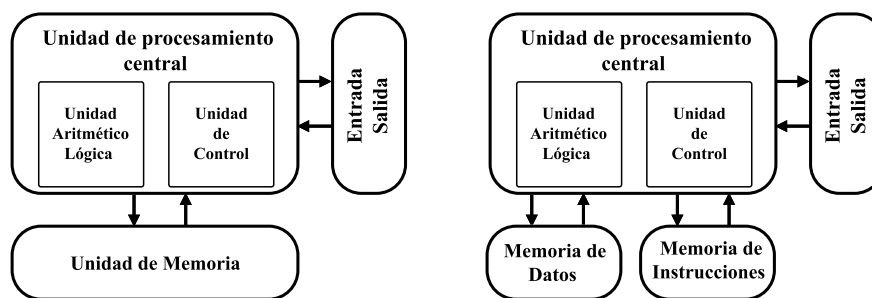 Unidad de procesamiento
central
Unidad
Aritmético
Lógica
Unidad
de
Control
Entrada
Salida
Unidad de Memoria
Unidad de procesamiento
central
Unidad
Aritmético
Lógica
Unidad
de
Control
Entrada
Salida
Memoria de
Datos
Memoria de
Instrucciones